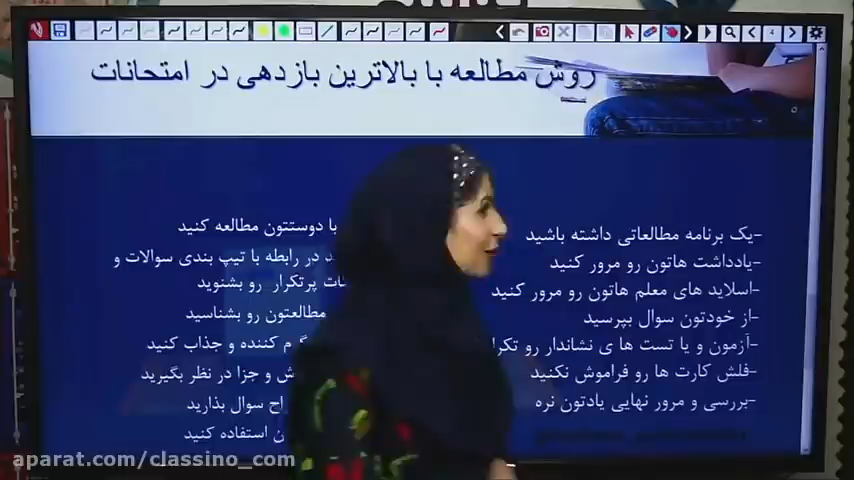 روش مطالعه با بالاترین بازدهی در امتحانات
-یک برنامه مطالعاتی داشته باشید
-یادداشت هاتون رو مرور کنید
-اسلاید های معلم هاتون رو مرور کنید
-از خودتون سوال بپرسید
-آزمون و یا تست ها ی نشاندار رو
-فلش کارت ها رو فراموش نکنید
-بررسی و مرور نهایی یادتون نره
با دوستتون مطالعه کنید
در رابطه با تیپ بندی سوالات و
پرتکرار رو بشنوید
مطالعتون رو بشناسید
کننده و جذاب کنید
و جزا در نظر بگیرید
سوال بذارید
استفاده کنید
aparat.com/classino_com